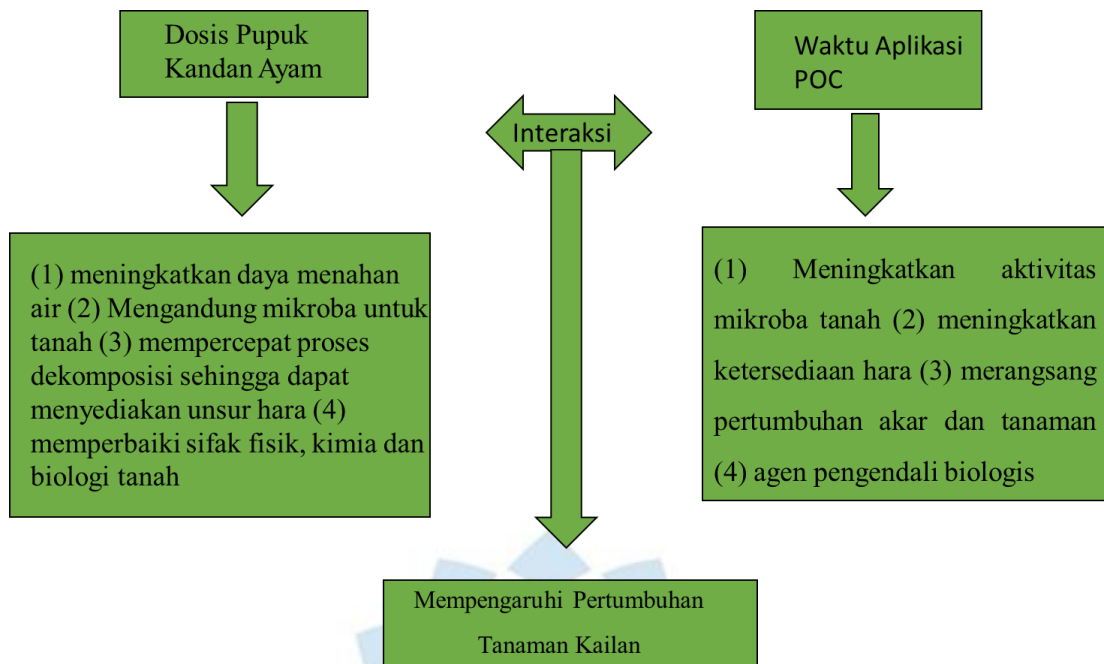 Dosis Pupuk
Kandan Ayam
Waktu Aplikasi
POC
Interaksi
(1) meningkatkan daya menahan
air (2) Mengandung mikroba untuk
tanah (3) mempercepat proses
dekomposisi sehingga dapat
menyediakan unsur hara (4)
memperbaiki sifak fisik, kimia dan
biologi tanah
(1) Meningkatkan aktivitas
mikroba tanah (2) meningkatkan
ketersediaan hara (3) merangsang
pertumbuhan akar dan tanaman
(4) agen pengendali biologis
Mempengaruhi Pertumbuhan
Tanaman Kailan